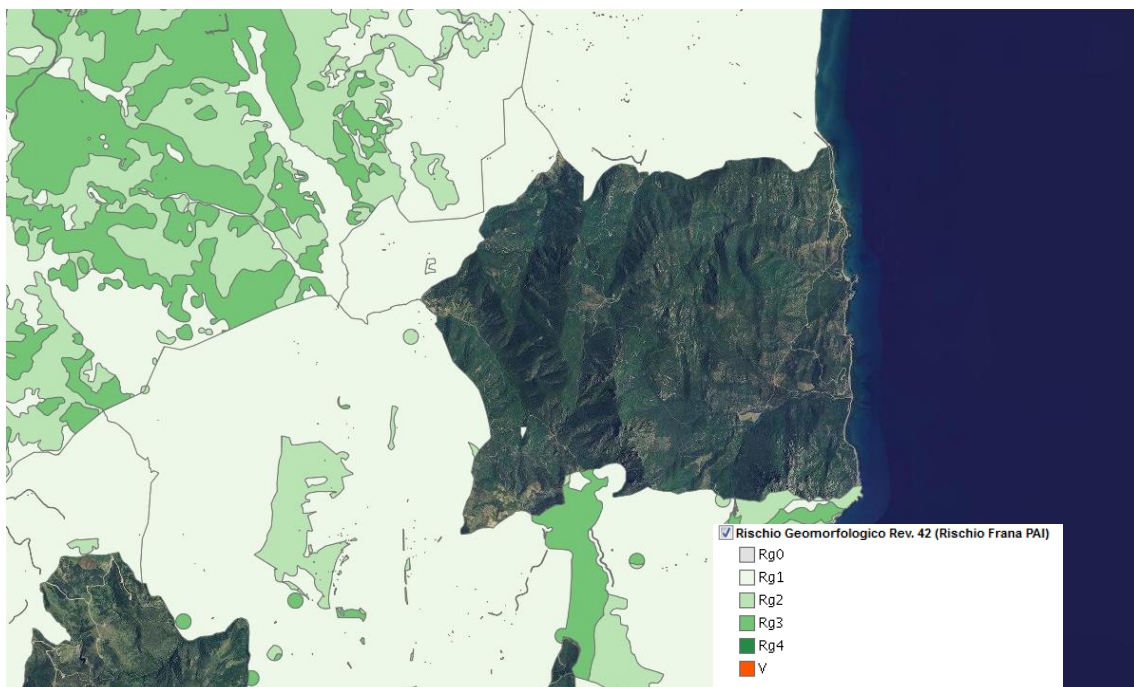 Rischio Geomorfologico Rev. 42 (Rischio Frana PAI)
Rg0
Rg1
Rg2
Rg3
Rg4
V